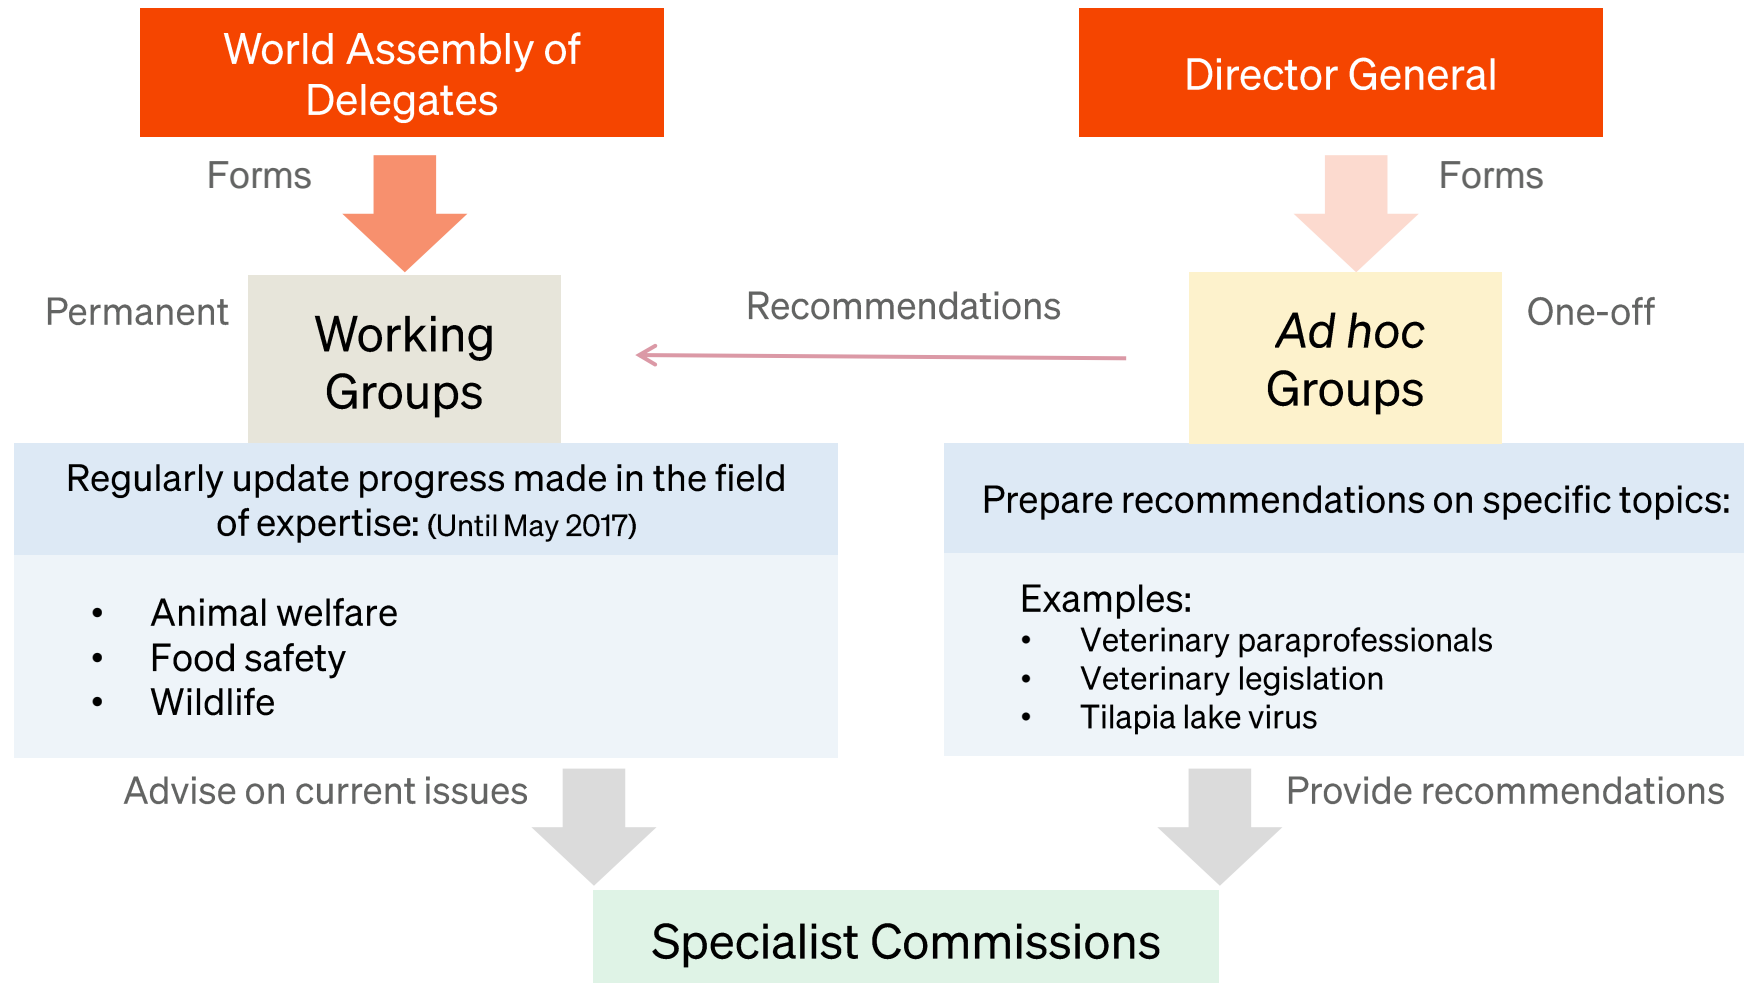 World Assembly of
Delegates
Director General
Forms
Forms
Permanent
Working
Groups
Recommendations
Ad hoc
Groups
One-off
Regularly update progress made in the field
of expertise: (Until May 2017)
• Animal welfare
• Food safety
• Wildlife
Prepare recommendations on specific topics:
Examples:
• Veterinary paraprofessionals
• Veterinary legislation
• Tilapia lake virus
Advise on current issues
Provide recommendations
Specialist Commissions